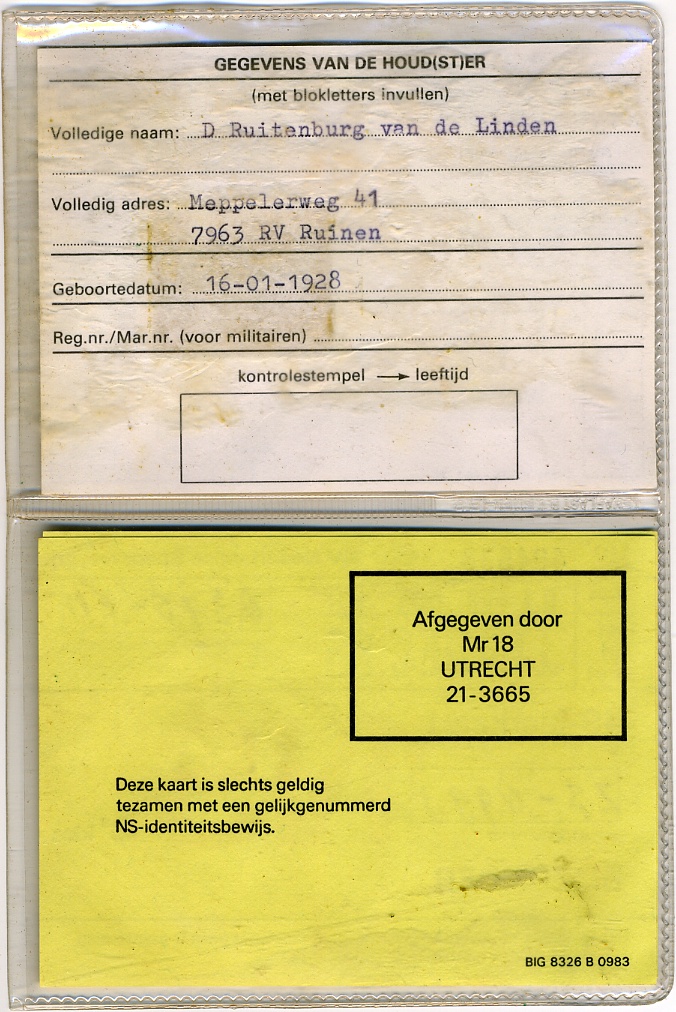 GEGEVENS VAN DE HOUD(ST)ER
(met blokletters invullen)
Volledige naam: D Ruitenburg van de Linden
Volledig adres: Meppelerweg 41
7963 RV Ruinen
Geboortedatum: 16-01-1928
Reg.nr./Mar.nr. (voor militairen)
kontrolestempel → leeftijd
Afgegeven door
Mr 18
UTRECHT
21-3665
Deze kaart is slechts geldig
tezamen met een gelijkgenummerd
NS-identiteitsbewijs.
BIG 8326 B 0983